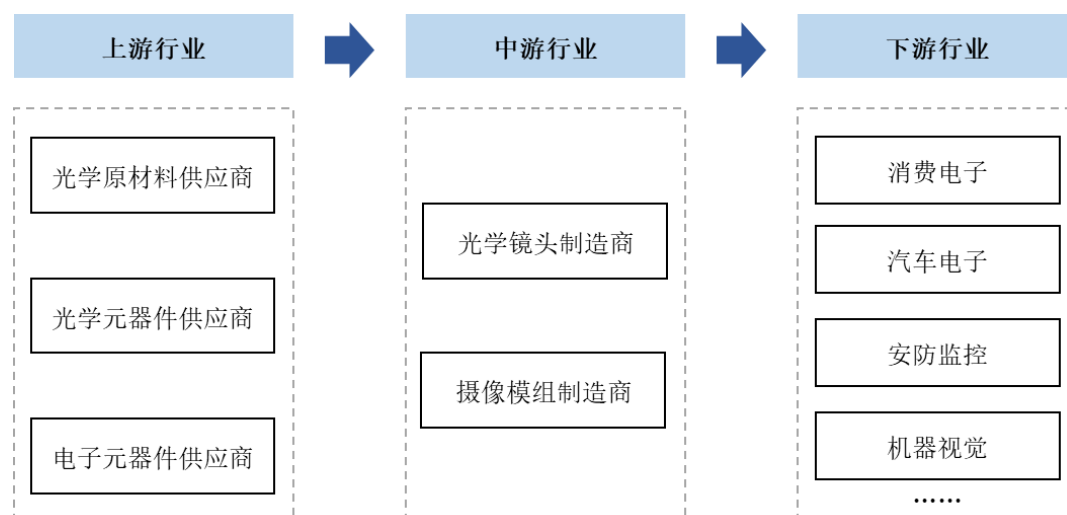 上游行业
中游行业
下游行业
光学原材料供应商
光学元器件供应商
电子元器件供应商
光学镜头制造商
摄像模组制造商
消费电子
汽车电子
安防监控
机器视觉
……